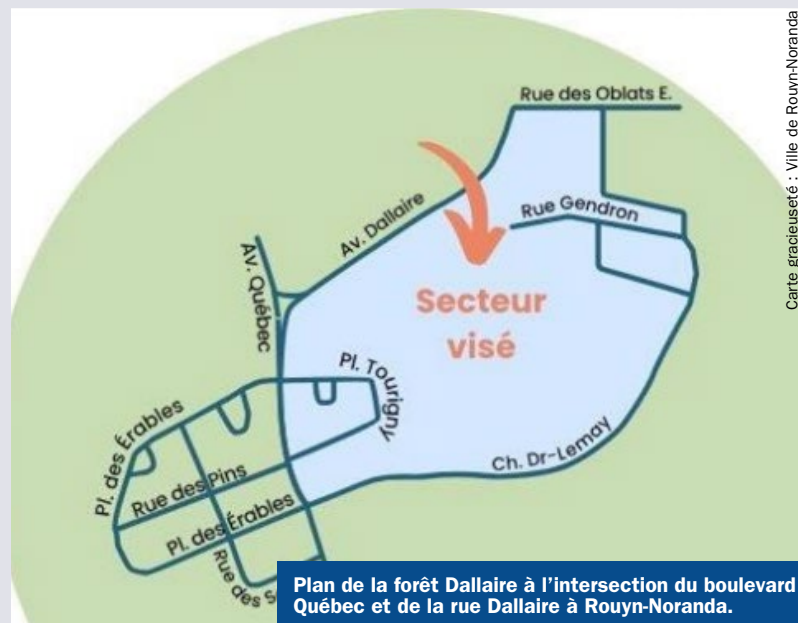 Rue des Oblats E.
Av. Dallaire
Rue Gendron
Av. Québec
Secteur
visé
Pl. Tourigny
Pl. des Érables
Rue des Pins
Ch. Dr-Lemay
Pl. des Érables
Rue des
Plan de la forêt Dallaire à l’intersection du boulevard
Québec et de la rue Dallaire à Rouyn-Noranda.
Carte gracieuseté : Ville de Rouyn-Noranda